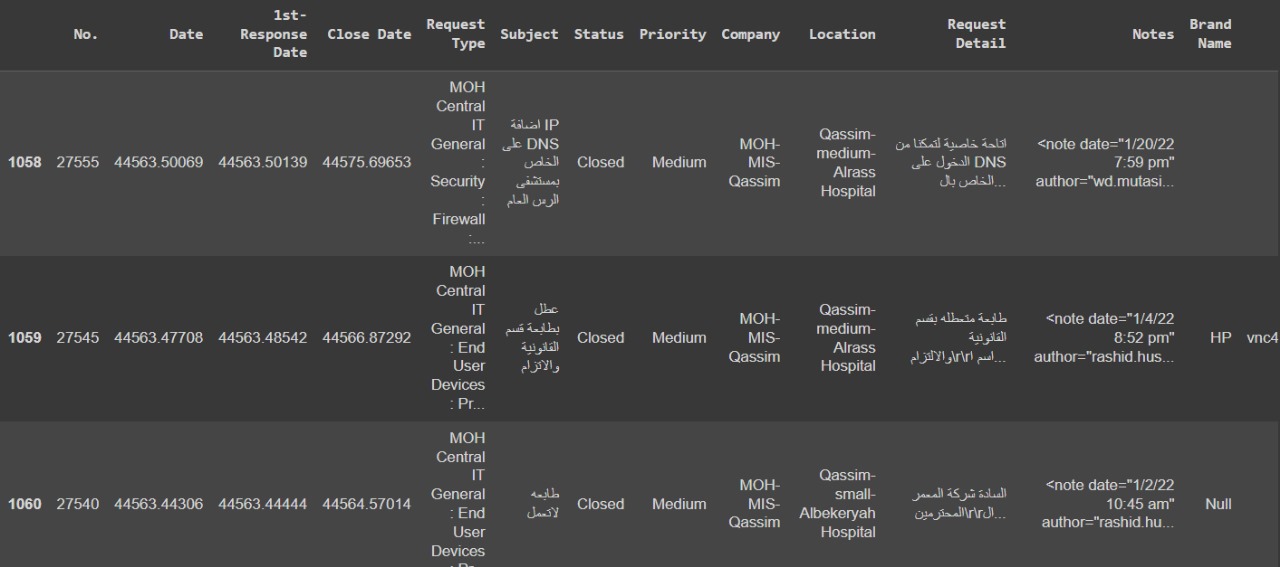 No. Date 1st-Response Date Close Date Request Type Subject Status Priority Company Location Request Detail Notes Brand Name
1058 27555 44563.50069 44563.50139 44575.69653 MOH Central IT General : Security : Firewall :... اضافة IP على DNS الخاص بمستشفى الرس العام Closed Medium MOH-MIS-Qassim Qassim-medium-Alrass Hospital اتاحة خاصية لتمكنا من الدخول على DNS الخاص بال... <note date="1/20/22 7:59 pm" author="wd.mutasi...
1059 27545 44563.47708 44563.48542 44566.87292 MOH Central IT General : End User Devices : Pr... عطل بطابعة قسم القانونية والاتزام Closed Medium MOH-MIS-Qassim Qassim-medium-Alrass Hospital طابعة متعطله بقسم القانونية والالتزام\r\r اسم... <note date="1/4/22 8:52 pm" author="rashid.hus... HP vnc4
1060 27540 44563.44306 44563.44444 44564.57014 MOH Central IT General : End User Devices طابعه لاتعمل Closed Medium MOH-MIS-Qassim Qassim-small-Albekeryah Hospital السادة شركة المعمر المحترمين\r\rال... <note date="1/2/22 10:45 am" author="rashid.hu... Null